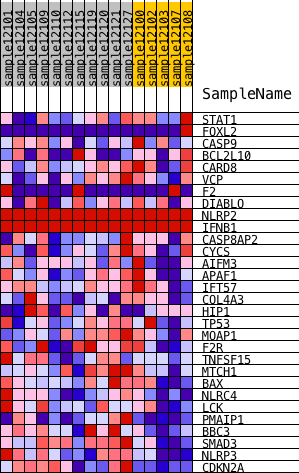 sample12101
sample12104
sample12105
sample12109
sample12110
sample12112
sample12115
sample12119
sample12120
sample12121
sample12122
sample12100
sample12102
sample12103
sample12107
sample12108
SampleName
STAT1
FOXL2
CASP9
BCL2L10
CARD8
VCP
F2
DIABLO
NLRP2
IFNB1
CASP8AP2
CYCS
AIFM3
APAF1
IFT57
COL4A3
HIP1
TP53
MOAP1
F2R
TNFSF15
MTCH1
BAX
NLRC4
LCK
PMAIP1
BBC3
SMAD3
NLRP3
CDKN2A